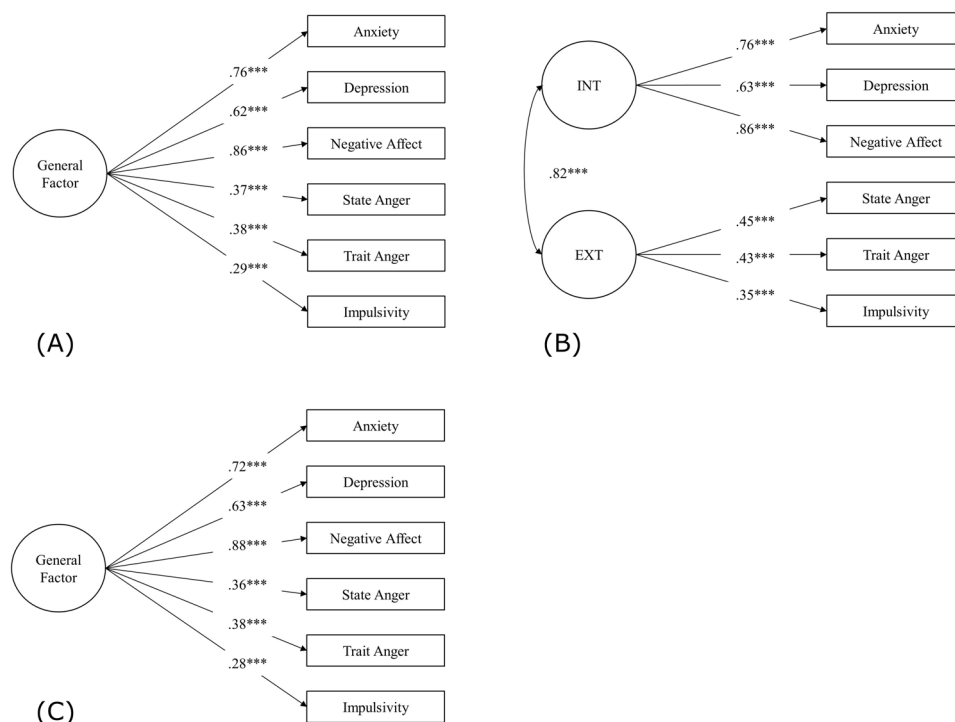 Anxiety
.76***
Depression
.62***
Negative Affect
.86***
General
Factor
.37***
State Anger
.38***
Trait Anger
.29***
Impulsivity
(A)
Anxiety
.76***
INT
.63***
Depression
.86***
Negative Affect
.82***
State Anger
.45***
EXT
.43***
Trait Anger
.35***
Impulsivity
(B)
Anxiety
.72***
Depression
.63***
Negative Affect
.88***
General
Factor
.36***
State Anger
.38***
Trait Anger
.28***
Impulsivity
(C)